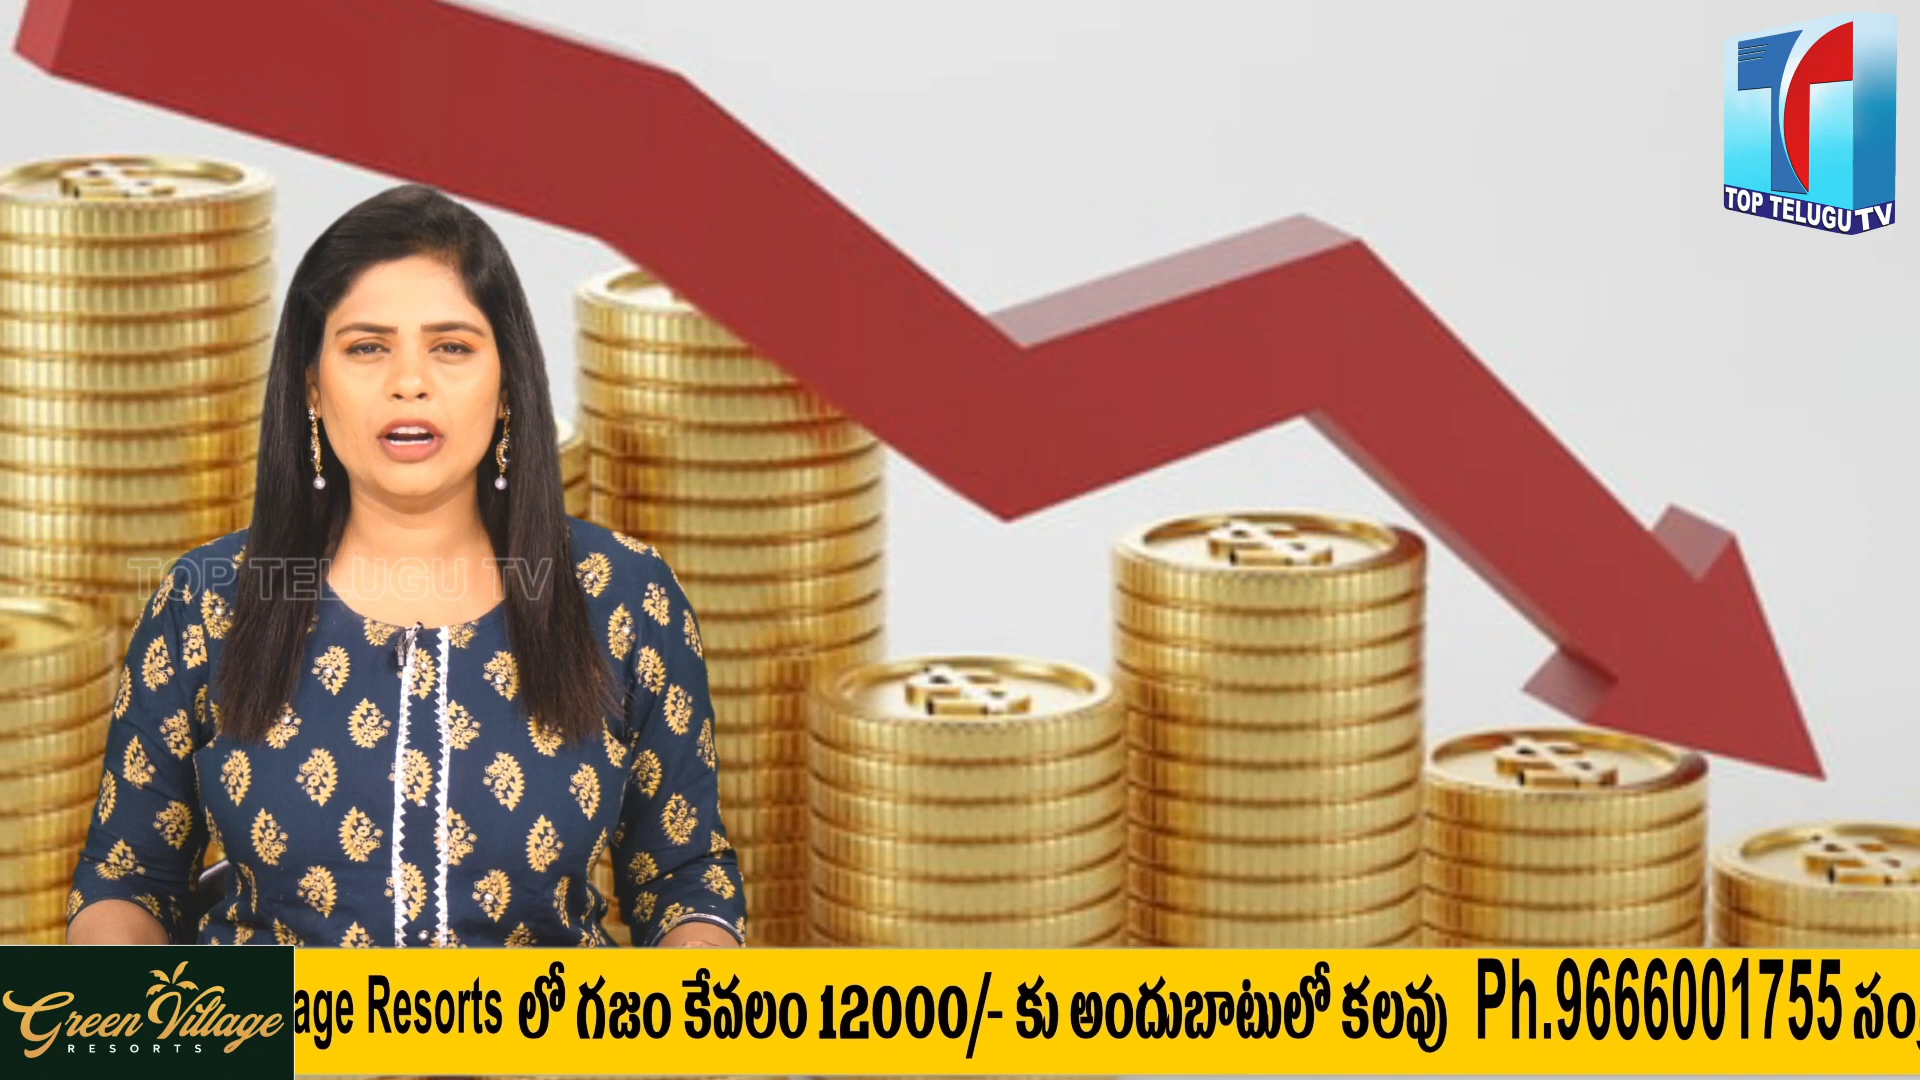 TOP TELUGU TV
TOP TELUGU TV
Green Village
RESORTS
age Resorts లో గజం కేవలం 12000/- కు అందుబాటులో కలవు Ph.9666001755